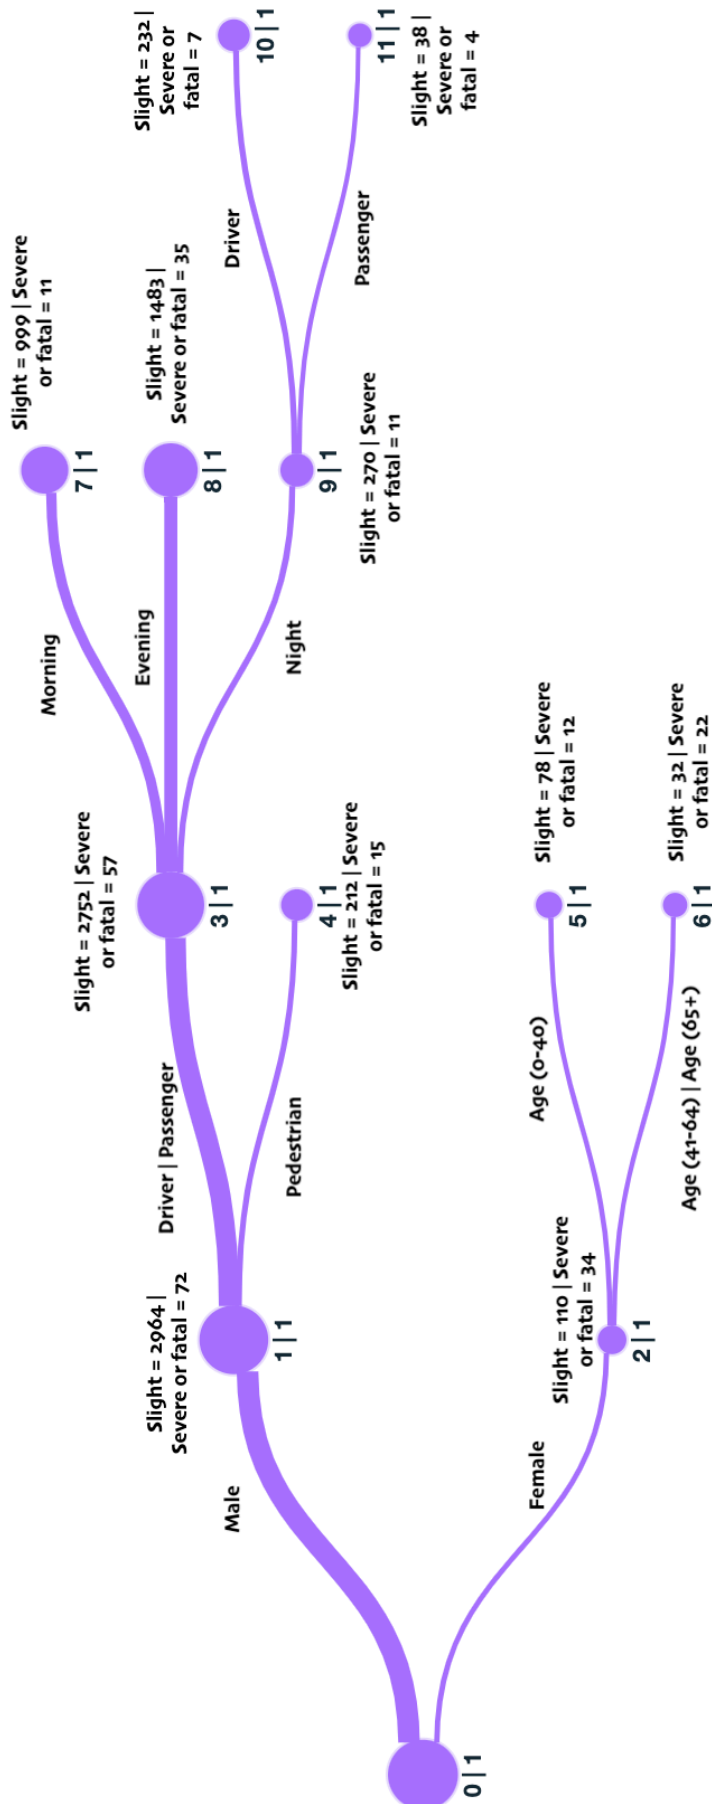 0|1
Male
Female
Slight = 2964 |
Severe or fatal = 72
1|1
Slight = 110 | Severe
or fatal = 34
2|1
Driver | Passenger
Pedestrian
Age (0-40)
Age (41-64) | Age (65+)
Slight = 2752 | Severe
or fatal = 57
3|1
4|1
Slight = 212 | Severe
or fatal = 15
Slight = 78 | Severe
or fatal = 12
5|1
Slight = 32 | Severe
or fatal = 22
6|1
Morning
Evening
Night
Slight = 999 | Severe
or fatal = 11
7|1
Slight = 1483 |
Severe or fatal = 35
8|1
9|1
Slight = 270 | Severe
or fatal = 11
Driver
Passenger
Slight = 232 |
Severe or
fatal = 7
10|1
11|1
Slight = 38 |
Severe or
fatal = 4